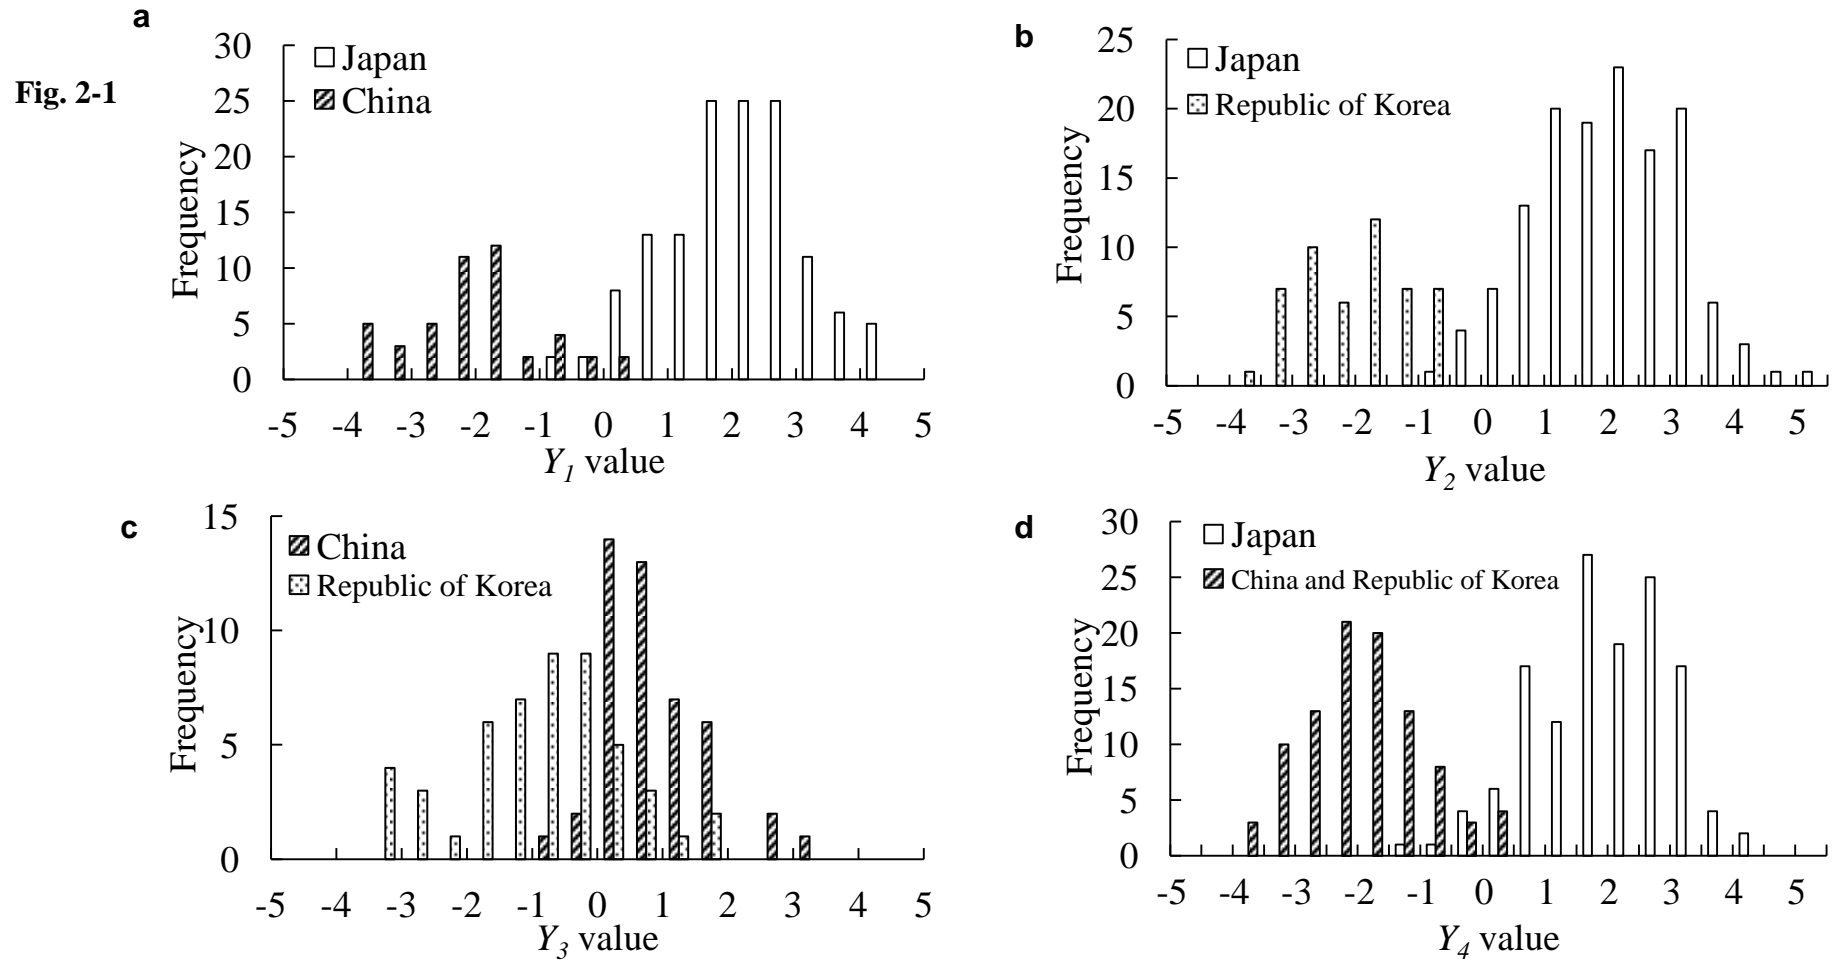 Fig. 2-1
a
30
25
20
15
10
5
0
Frequency
Japan
China
-5 -4 -3 -2 -1 0 1 2 3 4 5
Y1 value
b
25
20
15
10
5
0
Frequency
Japan
Republic of Korea
-5 -4 -3 -2 -1 0 1 2 3 4 5
Y2 value
c
15
10
5
0
Frequency
China
Republic of Korea
-5 -4 -3 -2 -1 0 1 2 3 4 5
Y3 value
d
30
25
20
15
10
5
0
Frequency
Japan
China and Republic of Korea
-5 -4 -3 -2 -1 0 1 2 3 4 5
Y4 value